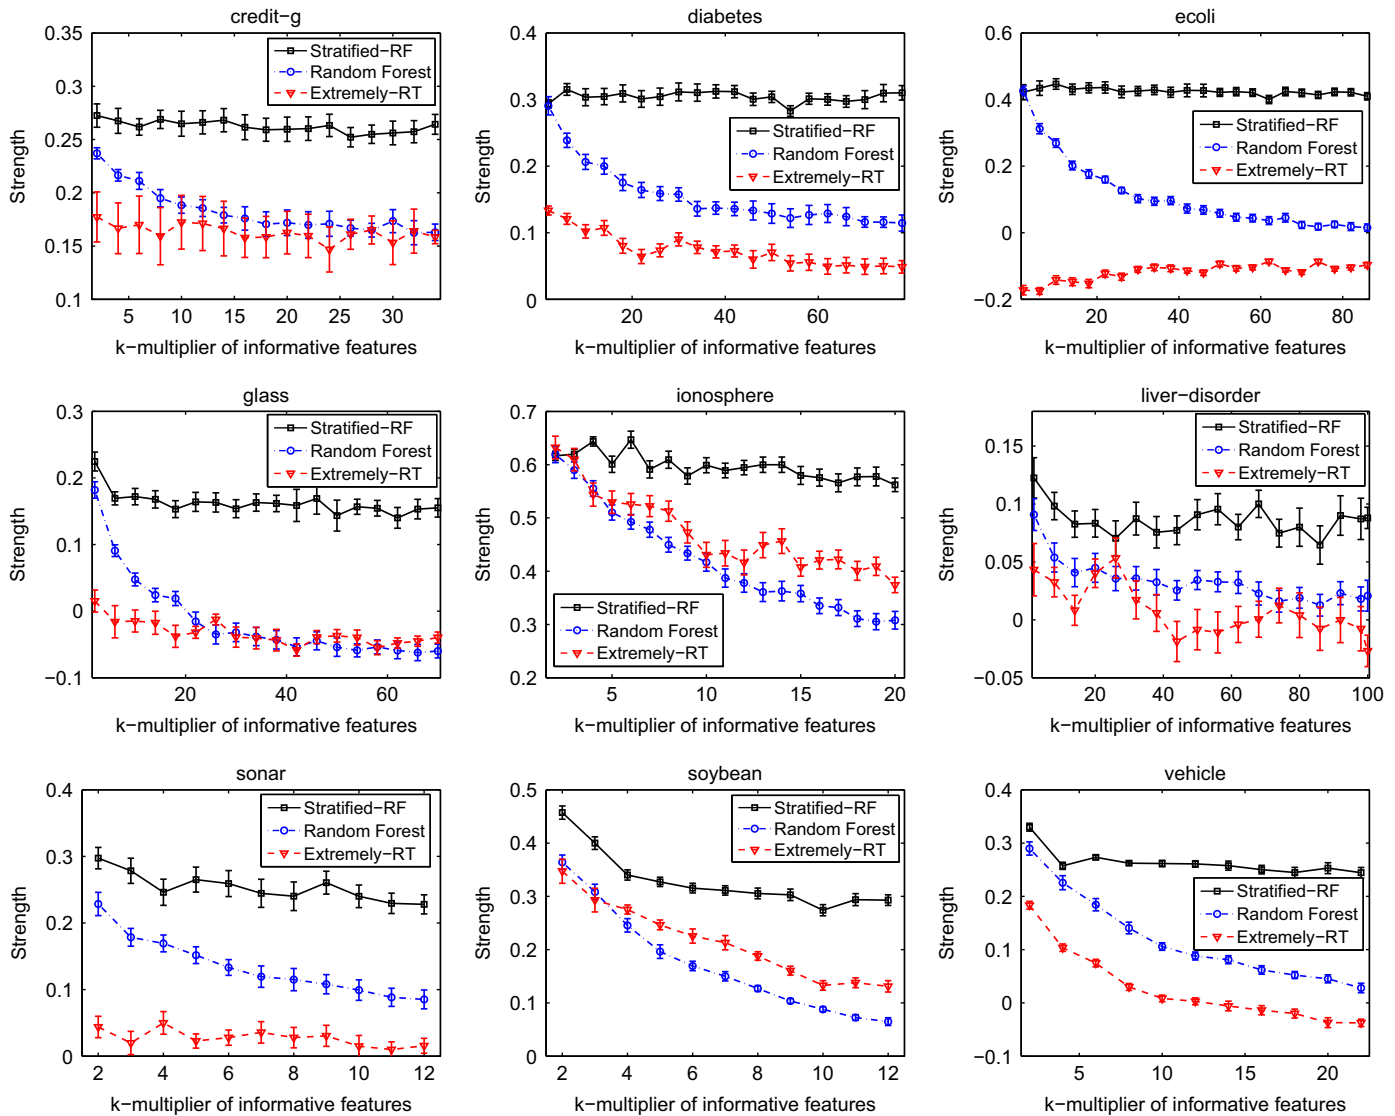 credit-g
0.35
0.3
0.25
0.2
0.15
0.1
Strength
Stratified-RF
Random Forest
Extremely-RT
5 10 15 20 25 30
k-multiplier of informative features
diabetes
0.4
0.3
0.2
0.1
0
Strength
Stratified-RF
Random Forest
Extremely-RT
20 40 60
k-multiplier of informative features
ecoli
0.6
0.4
0.2
0
-0.2
Strength
Stratified-RF
Random Forest
Extremely-RT
20 40 60 80
k-multiplier of informative features
glass
0.3
0.2
0.1
0
-0.1
Strength
Stratified-RF
Random Forest
Extremely-RT
20 40 60
k-multiplier of informative features
ionosphere
0.7
0.6
0.5
0.4
0.3
0.2
Strength
Stratified-RF
Random Forest
Extremely-RT
5 10 15 20
k-multiplier of informative features
liver-disorder
0.15
0.1
0.05
0
-0.05
Strength
Stratified-RF
Random Forest
Extremely-RT
20 40 60 80 100
k-multiplier of informative features
sonar
0.4
0.3
0.2
0.1
0
Strength
Stratified-RF
Random Forest
Extremely-RT
2 4 6 8 10 12
k-multiplier of informative features
soybean
0.5
0.4
0.3
0.2
0.1
0
Strength
Stratified-RF
Random Forest
Extremely-RT
2 4 6 8 10 12
k-multiplier of informative features
vehicle
0.4
0.3
0.2
0.1
0
-0.1
Strength
Stratified-RF
Random Forest
Extremely-RT
5 10 15 20
k-multiplier of informative features